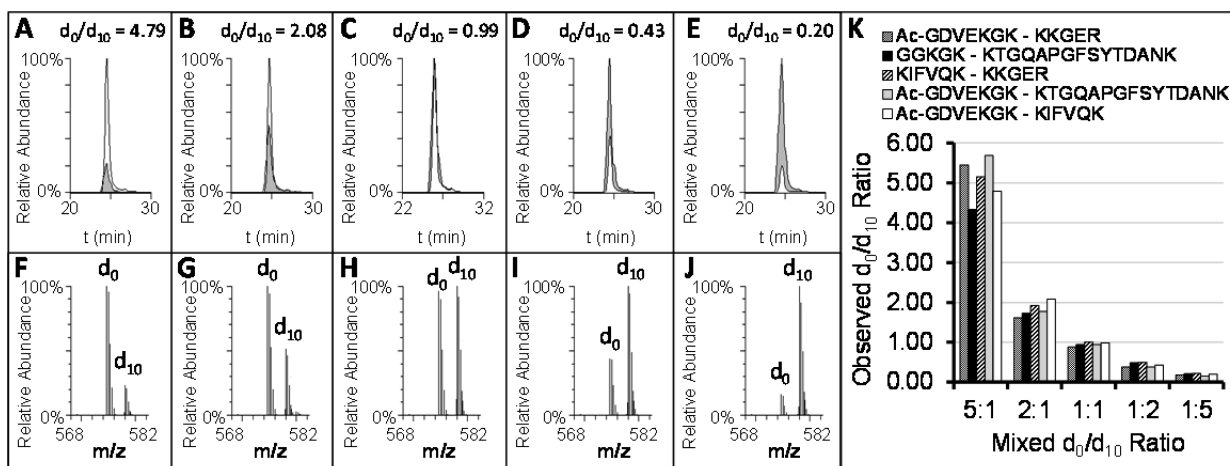 A d₀/d₁₀ = 4.79
Relative Abundance
100%
0%
20 30
t (min)
B d₀/d₁₀ = 2.08
Relative Abundance
100%
0%
20 30
t (min)
C d₀/d₁₀ = 0.99
Relative Abundance
100%
0%
22 32
t (min)
D d₀/d₁₀ = 0.43
Relative Abundance
100%
0%
20 30
t (min)
E d₀/d₁₀ = 0.20
Relative Abundance
100%
0%
20 30
t (min)
F
d₀
d₁₀
Relative Abundance
100%
0%
568 582
m/z
G
d₀
d₁₀
Relative Abundance
100%
0%
568 582
m/z
H
d₀ d₁₀
Relative Abundance
100%
0%
568 582
m/z
I
d₁₀
d₀
Relative Abundance
100%
0%
568 582
m/z
J
d₁₀
d₀
Relative Abundance
100%
0%
568 582
m/z
K
Ac-GDVEKGK - KKGER
GGKGK - KTGQAPGFSYTDANK
KIFVQK - KKGER
Ac-GDVEKGK - KTGQAPGFSYTDANK
Ac-GDVEKGK - KIFVQK
Observed d₀/d₁₀ Ratio
6.00
5.00
4.00
3.00
2.00
1.00
0.00
5:1 2:1 1:1 1:2 1:5
Mixed d₀/d₁₀ Ratio